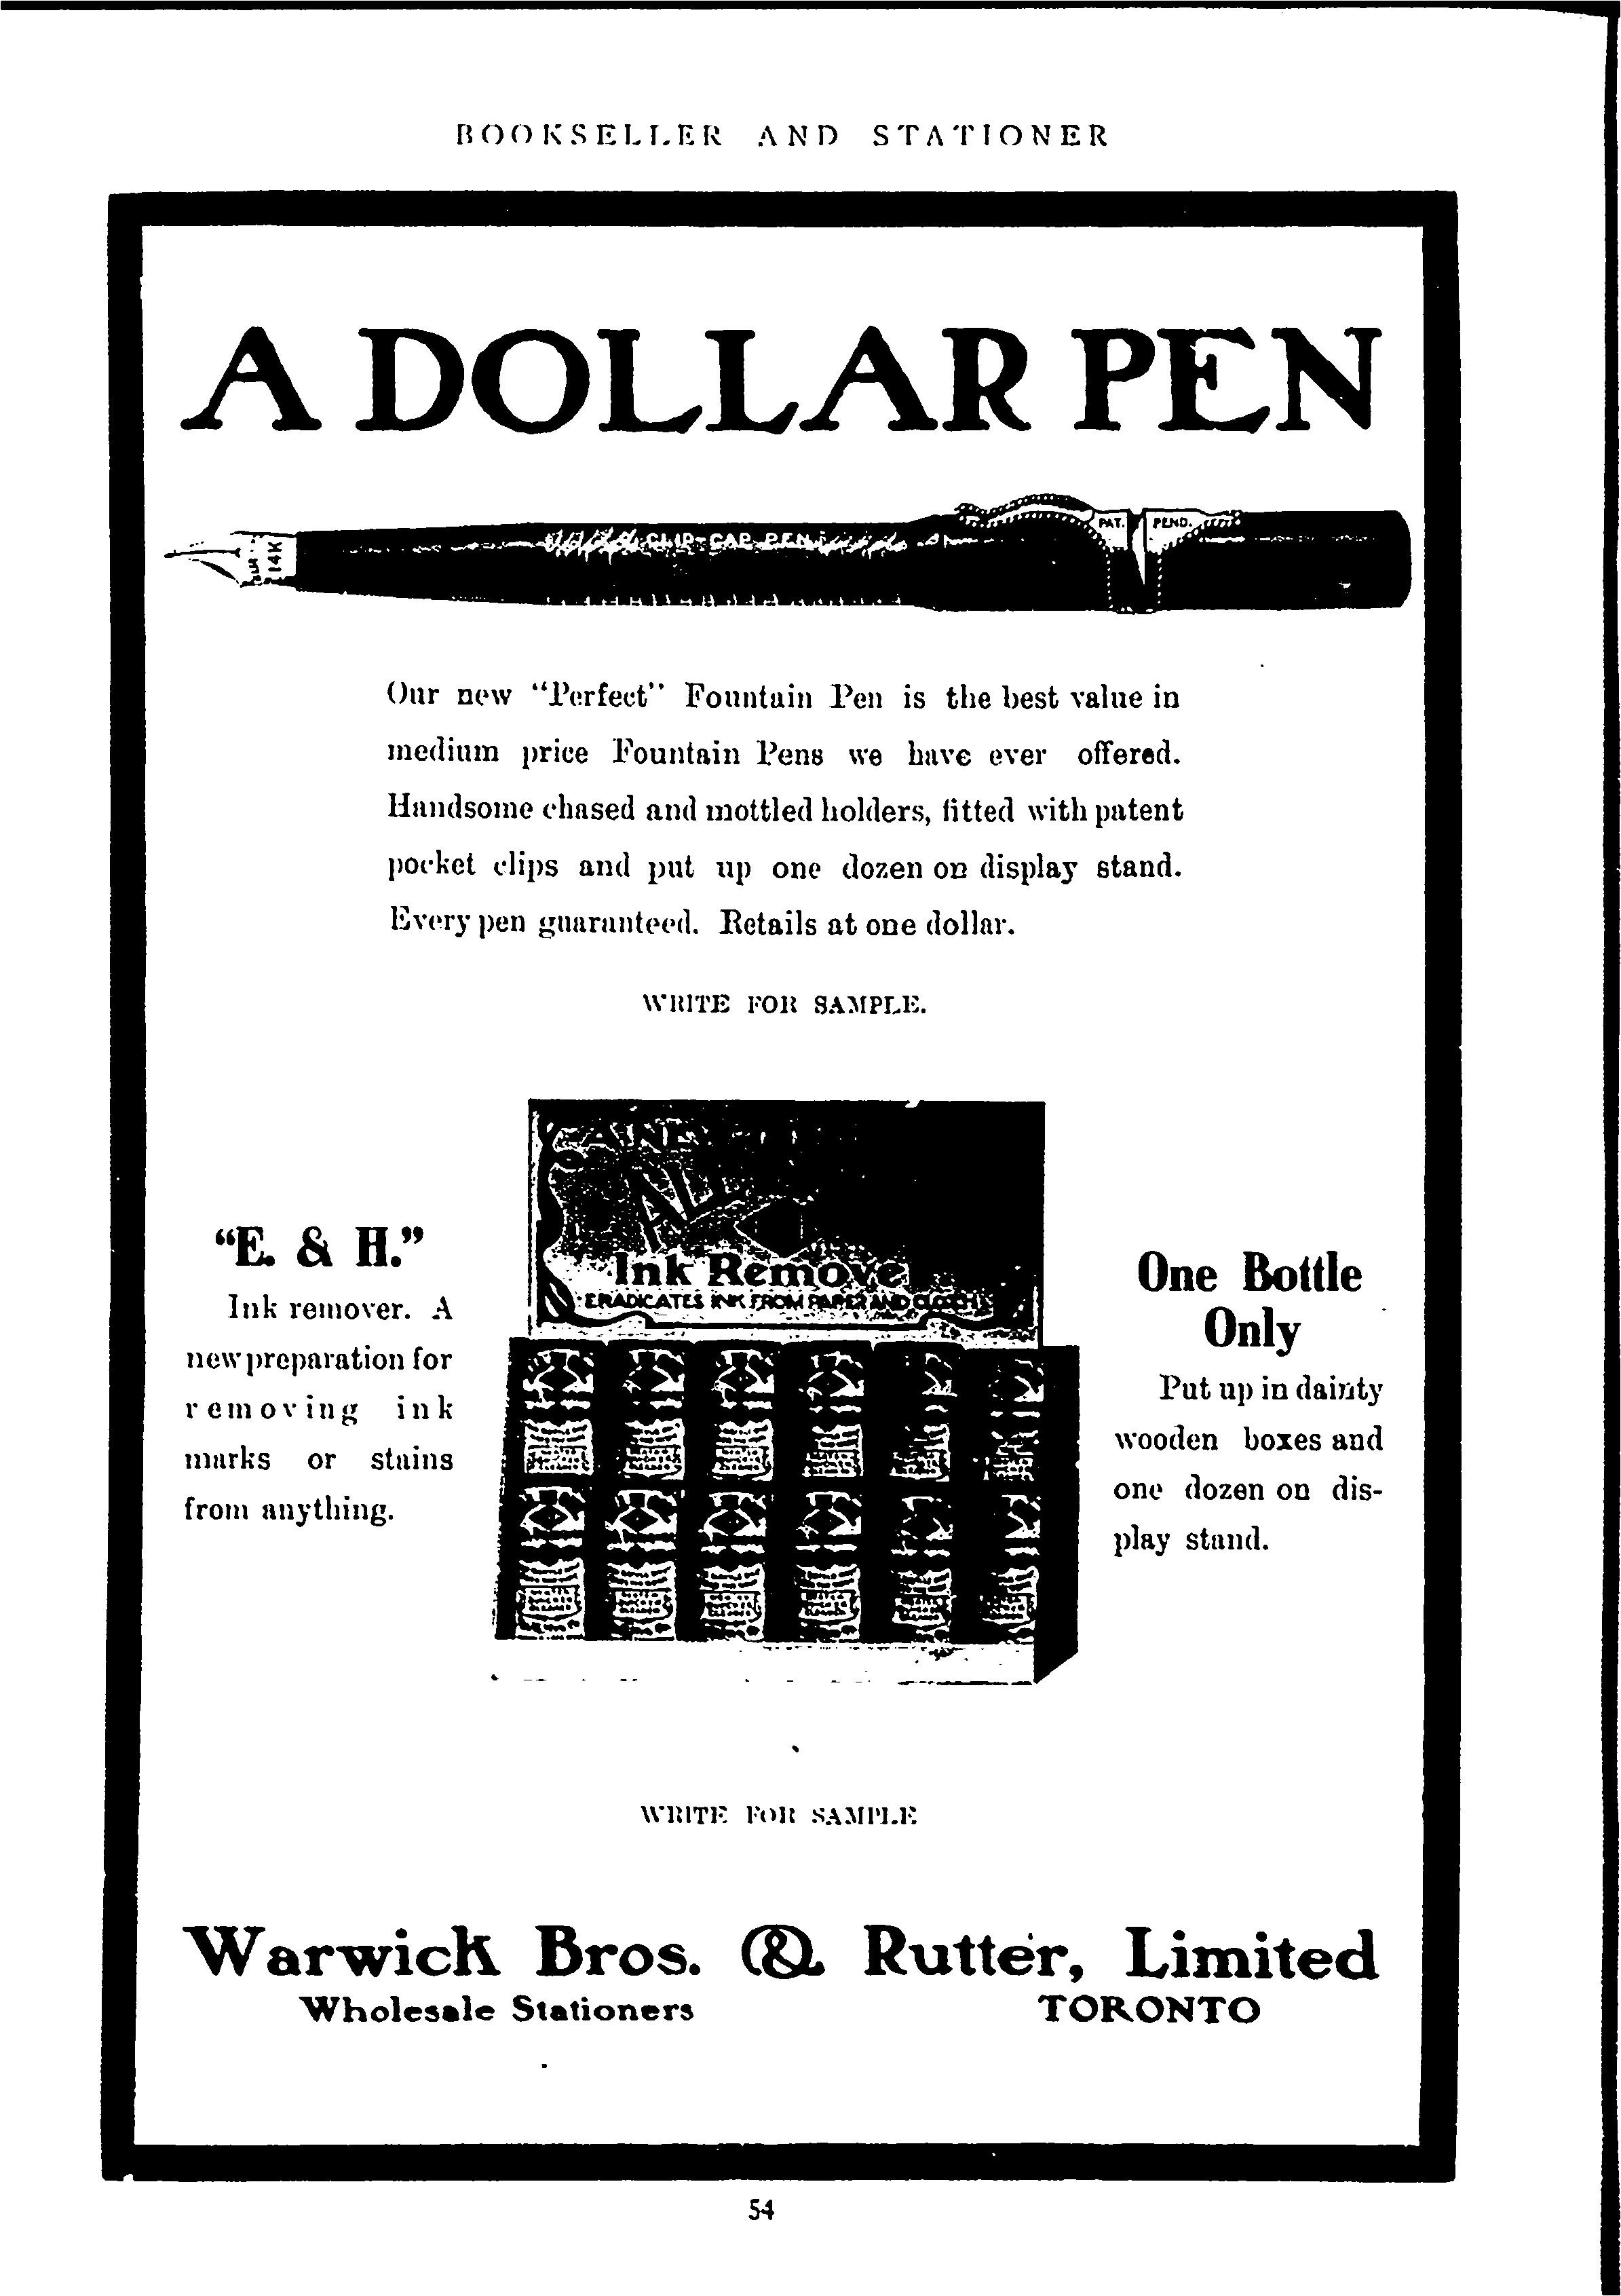 BOOKSELLER AND STATIONER
A DOLLAR PEN
14K
CLIP-CAP PEN
PAT. PEND.
Our new "Perfect" Fountain Pen is the best value in
medium price Fountain Pens we have ever offered.
Handsome chased and mottled holders, fitted with patent
pocket clips and put up one dozen on display stand.
Every pen guaranteed. Retails at one dollar.
WRITE FOR SAMPLE.
A NEW
Ink Remover
ERADICATES INK FROM PAPER AND CLOTH
"E. & H."
Ink remover. A
new preparation for
removing ink
marks or stains
from anything.
One Bottle
Only
Put up in dainty
wooden boxes and
one dozen on dis-
play stand.
WRITE FOR SAMPLE
Warwick Bros. & Rutter, Limited
Wholesale Stationers TORONTO
54